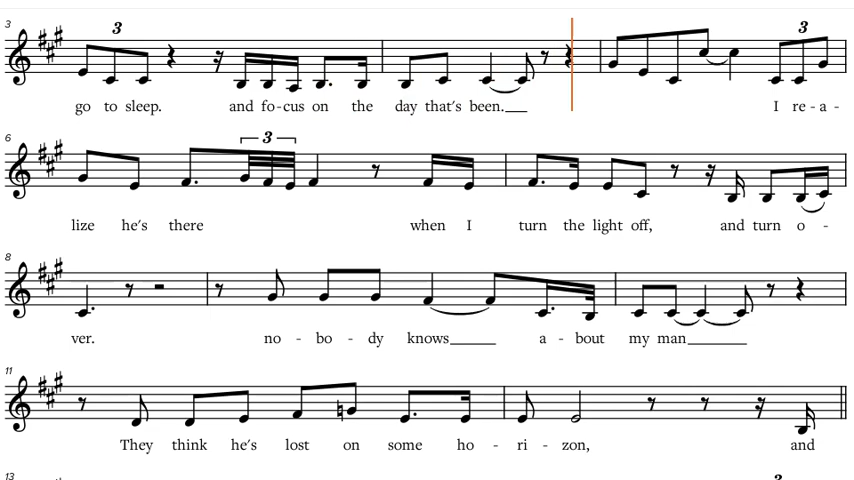 3
3
3
go to sleep. and fo-cus on the day that's been. I re-a-
6
3
lize he's there when I turn the light off, and turn o -
8
ver. no - bo - dy knows a - bout my man
11
They think he's lost on some ho - ri - zon, and
13